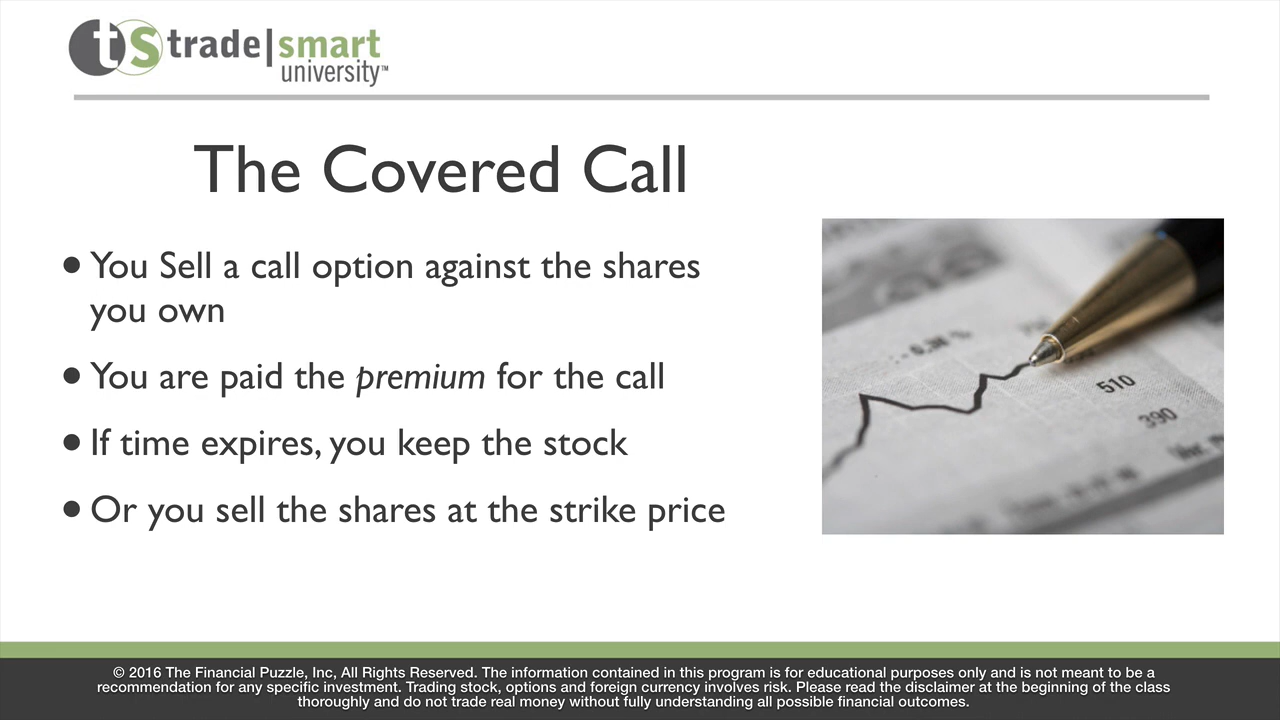 ts trade|smart
university™
The Covered Call
• You Sell a call option against the shares
you own
• You are paid the premium for the call
• If time expires, you keep the stock
• Or you sell the shares at the strike price
510
390
© 2016 The Financial Puzzle, Inc, All Rights Reserved. The information contained in this program is for educational purposes only and is not meant to be a
recommendation for any specific investment. Trading stock, options and foreign currency involves risk. Please read the disclaimer at the beginning of the class
thoroughly and do not trade real money without fully understanding all possible financial outcomes.